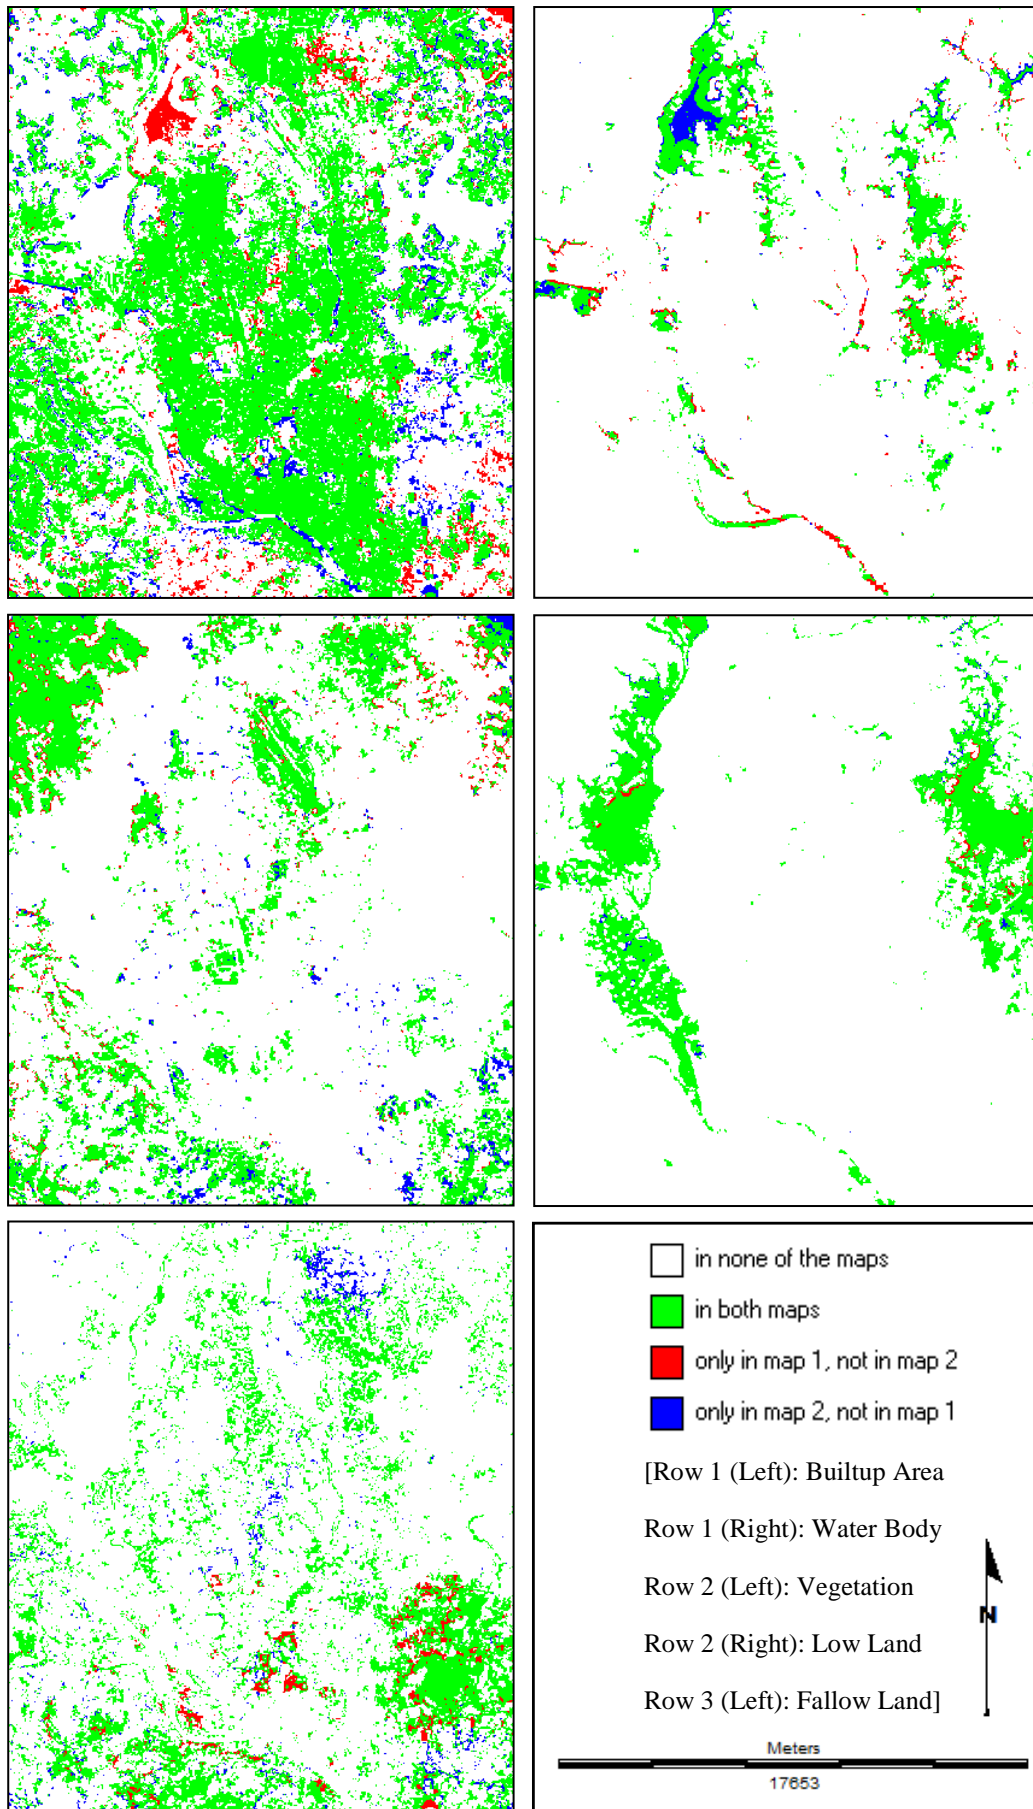 in none of the maps
in both maps
only in map 1, not in map 2
only in map 2, not in map 1
[Row 1 (Left): Builtup Area
Row 1 (Right): Water Body
Row 2 (Left): Vegetation
Row 2 (Right): Low Land
Row 3 (Left): Fallow Land]
N
Meters
17653